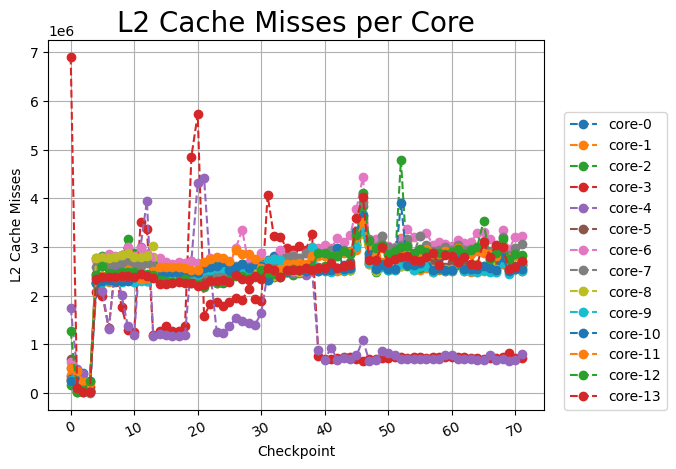 L2 Cache Misses per Core
1e6
7
6
5
4
3
2
1
0
L2 Cache Misses
0 10 20 30 40 50 60 70
Checkpoint
core-0
core-1
core-2
core-3
core-4
core-5
core-6
core-7
core-8
core-9
core-10
core-11
core-12
core-13